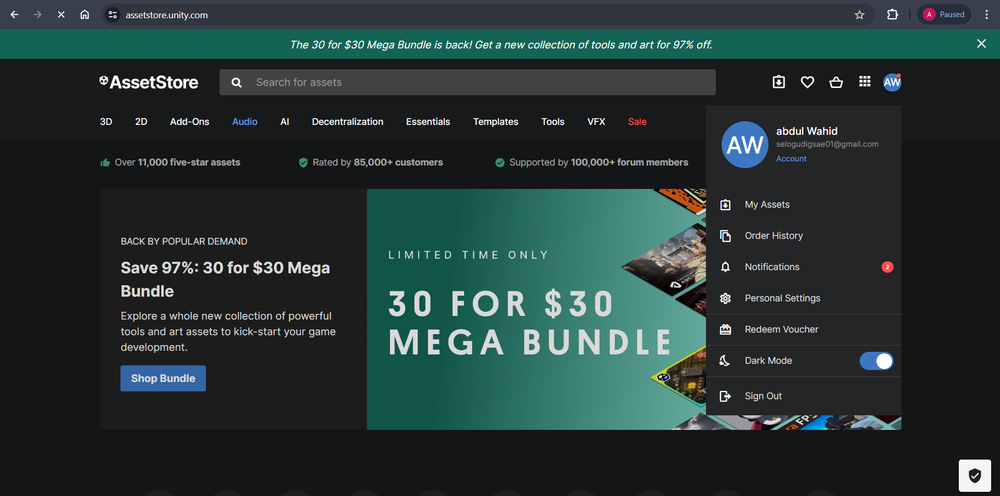 assetstore.unity.com
A Paused
The 30 for $30 Mega Bundle is back! Get a new collection of tools and art for 97% off.
AssetStore
Search for assets
AW
3D 2D Add-Ons Audio AI Decentralization Essentials Templates Tools VFX Sale
AW
abdul Wahid
selogudigsae01@gmail.com
Account
Over 11,000 five-star assets
Rated by 85,000+ customers
Supported by 100,000+ forum members
BACK BY POPULAR DEMAND
Save 97%: 30 for $30 Mega
Bundle
Explore a whole new collection of powerful
tools and art assets to kick-start your game
development.
Shop Bundle
LIMITED TIME ONLY
30 FOR $30
MEGA BUNDLE
My Assets
Order History
Notifications 2
Personal Settings
Redeem Voucher
Dark Mode
Sign Out
FPS